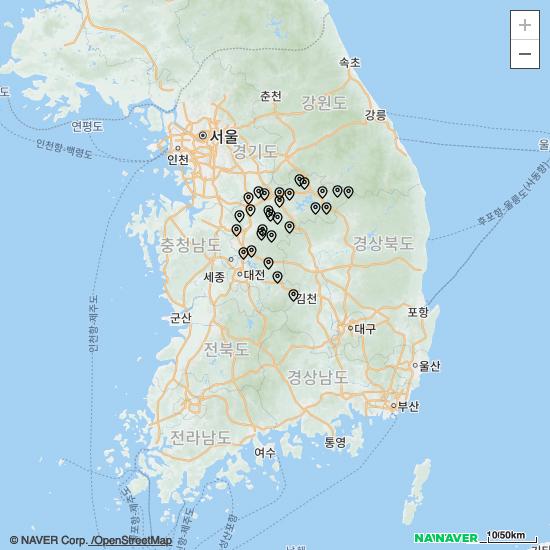 +
−
속초
춘천
강원도
도
강릉
연평도
서울
인천항-백령도
인천
경기도
울
후포항-울릉도(사동항)
충청남도
경상북도
세종
대전
인천항-제주도
김천
군산
포항
대구
전북도
울산
경상남도
부산
전라남도
통영
여수
© NAVER Corp. /OpenStreetMap
NAVER
10/50km